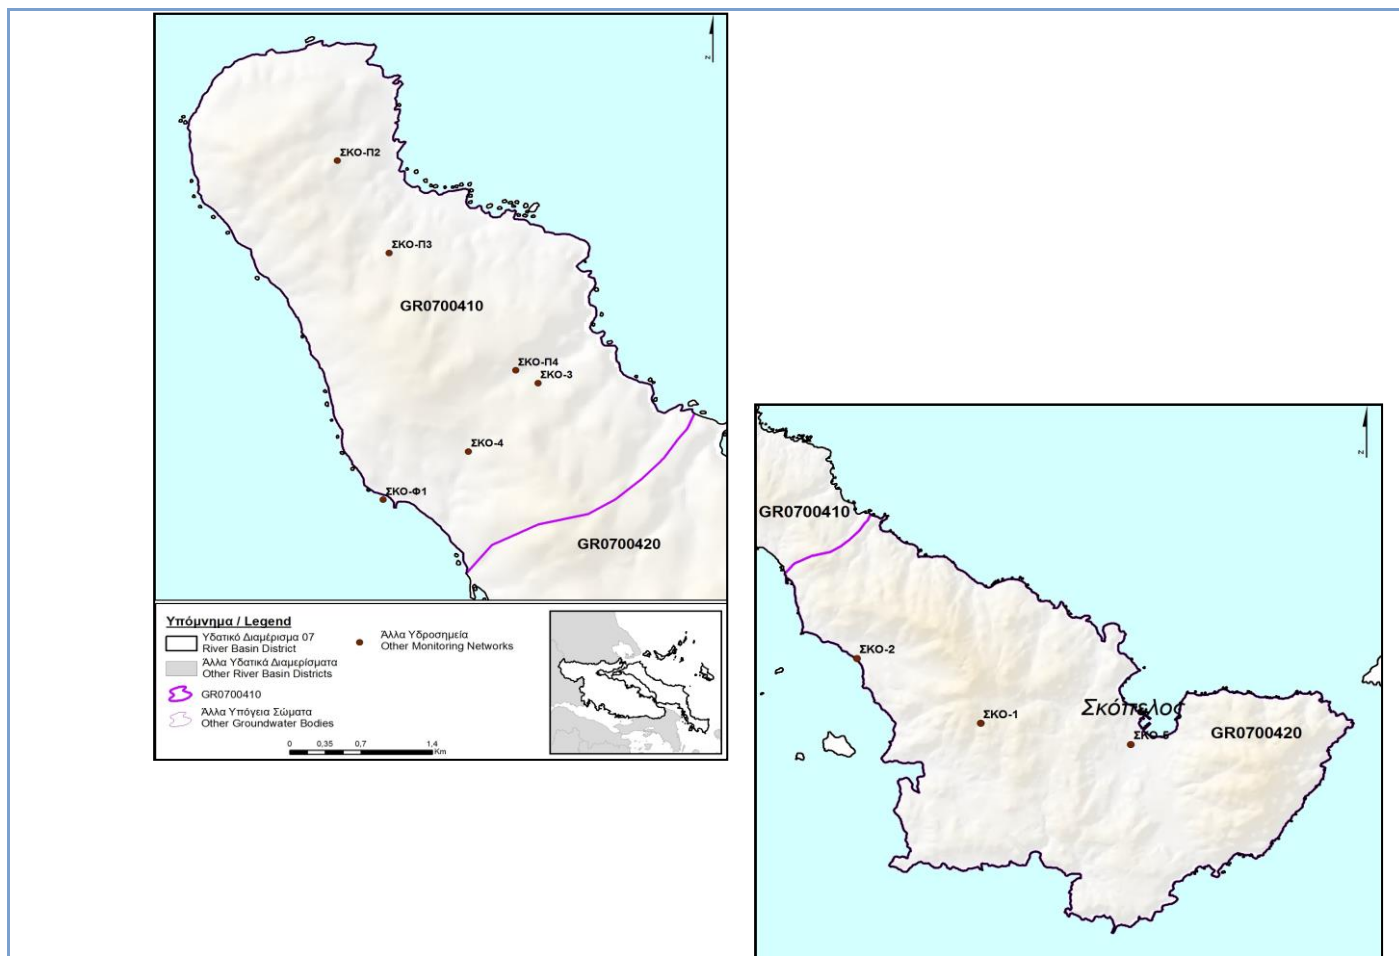 N
ΣΚΟ-Π2
ΣΚΟ-Π3
GR0700410
ΣΚΟ-Π4
ΣΚΟ-3
ΣΚΟ-4
ΣΚΟ-Φ1
GR0700420
Υπόμνημα / Legend
Υδατικό Διαμέρισμα 07
River Basin District
Άλλα Υδατικά Διαμερίσματα
Other River Basin Districts
GR0700410
Άλλα Υπόγεια Σώματα
Other Groundwater Bodies
Άλλα Υδροσημεία
Other Monitoring Networks
0 0,35 0,7 1,4
Km
N
GR0700410
ΣΚΟ-2
ΣΚΟ-1
Σκόπελος
ΣΚΟ-5
GR0700420